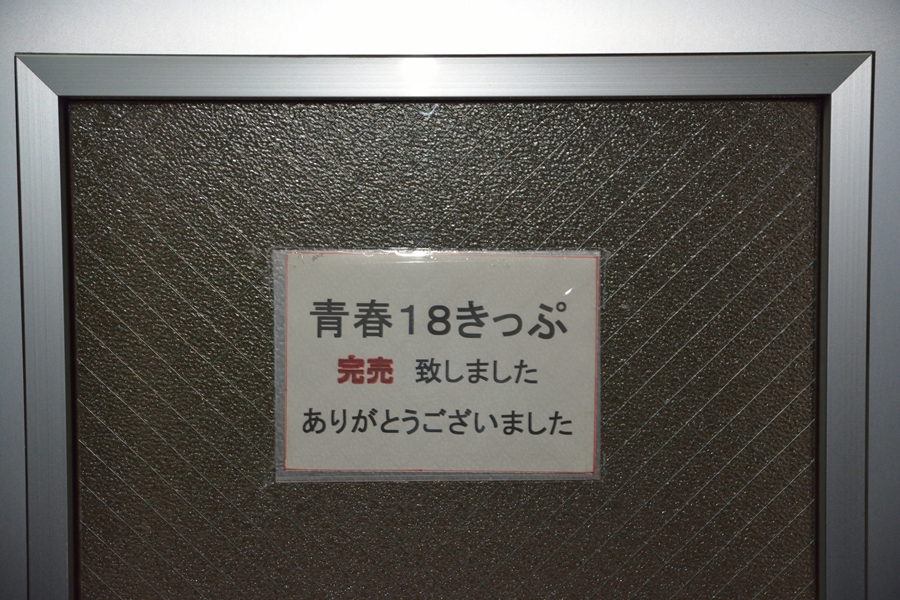 青春18きっぷ
完売 致しました
ありがとうございました